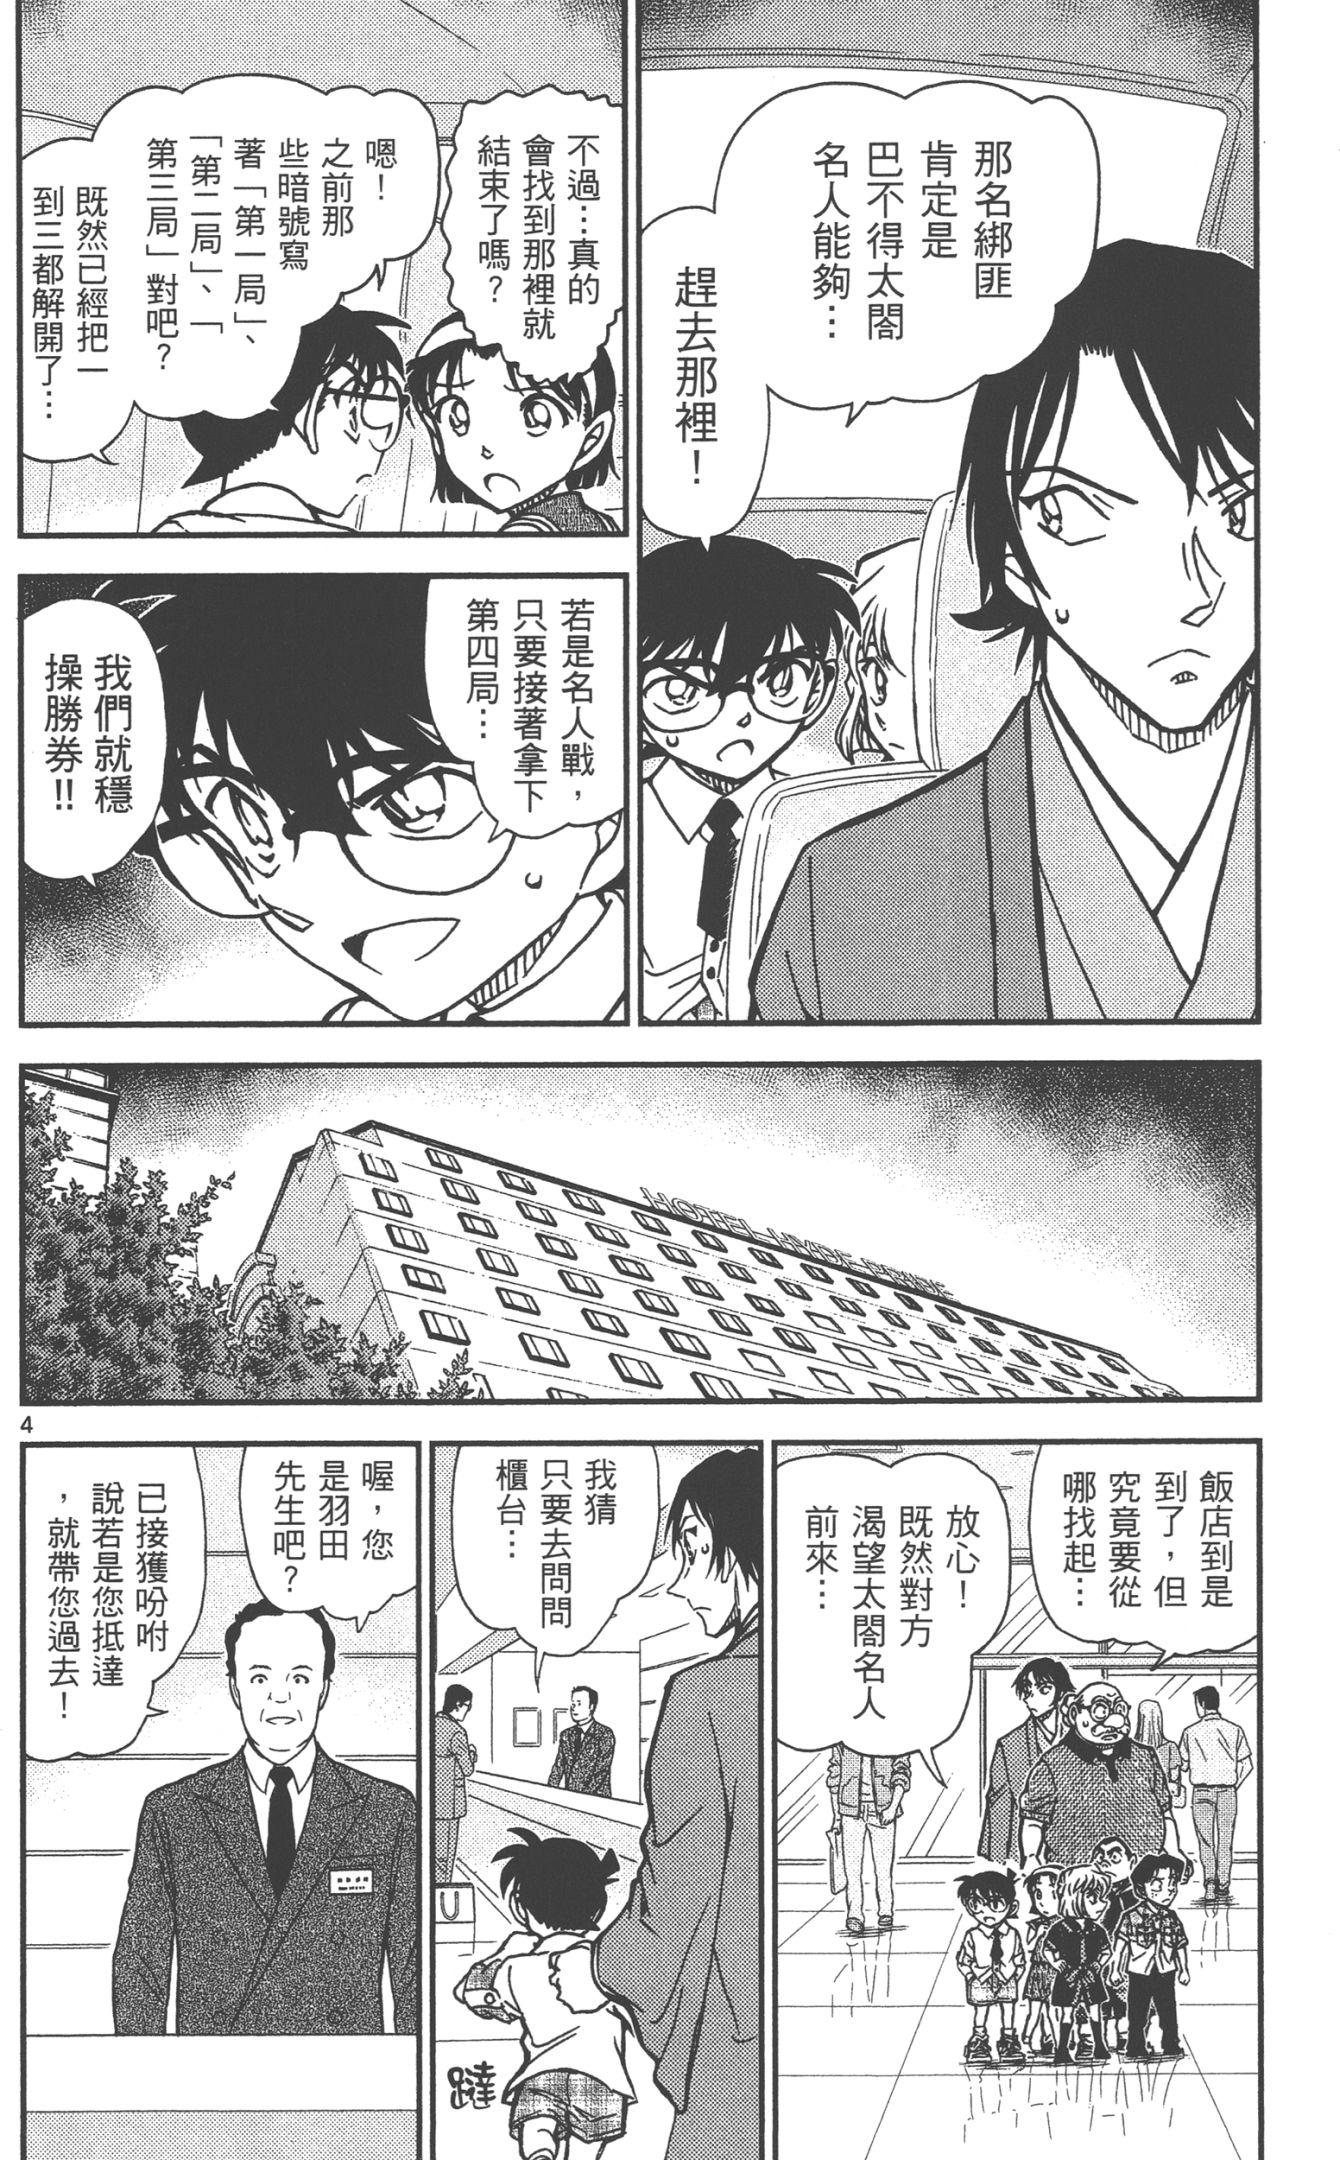 那名綁匪
肯定是
巴不得太閤
名人能夠…
趕去那裡！
不過…真的
會找到那裡就
結束了嗎？
嗯！
之前那
些暗號寫
著「第一局」、
「第二局」、「
第三局」對吧？
既然已經把一
到三都解開了…
若是名人戰，
只要接著拿下
第四局…
我們就穩
操勝券!!
4
飯店到是
到了，但
究竟要從
哪找起…
放心！
既然對方
渴望太閤名人
前來…
我猜
只要去問問
櫃台…
躂
喔，您
是羽田
先生吧？
已接獲吩咐
說若是您抵達
，就帶您過去！